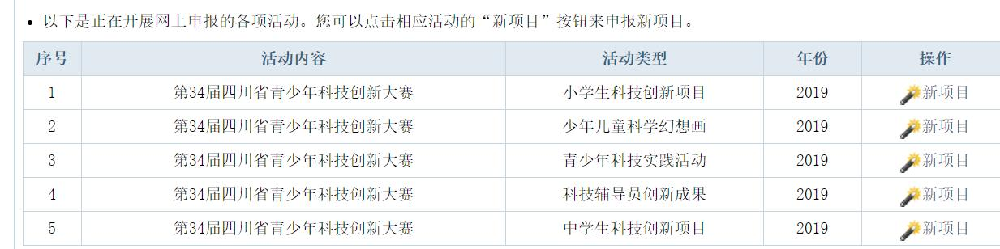 以下是正在开展网上申报的各项活动。您可以点击相应活动的“新项目”按钮来申报新项目。
序号 活动内容 活动类型 年份 操作
1 第34届四川省青少年科技创新大赛 小学生科技创新项目 2019 新项目
2 第34届四川省青少年科技创新大赛 少年儿童科学幻想画 2019 新项目
3 第34届四川省青少年科技创新大赛 青少年科技实践活动 2019 新项目
4 第34届四川省青少年科技创新大赛 科技辅导员创新成果 2019 新项目
5 第34届四川省青少年科技创新大赛 中学生科技创新项目 2019 新项目